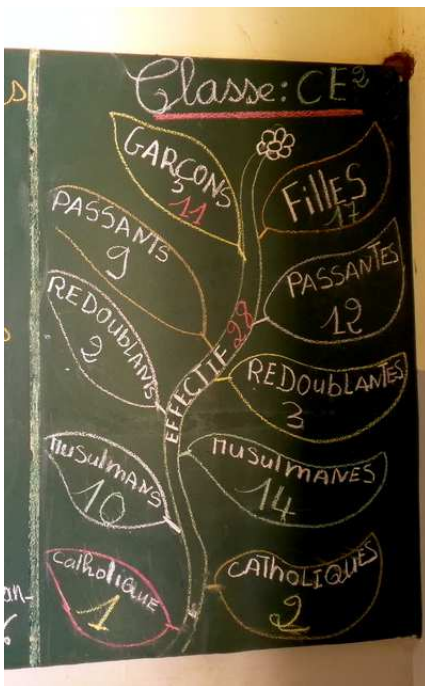 Classe: CE2
GARÇONS
11
Filles
17
PASSANTS
9
PASSANTES
12
REDOUBLANTS
2
EFFECTIF 28
REDOUBLANTES
3
MUSULMANS
10
MUSULMANES
14
Catholique
1
CATHOLIQUES
2